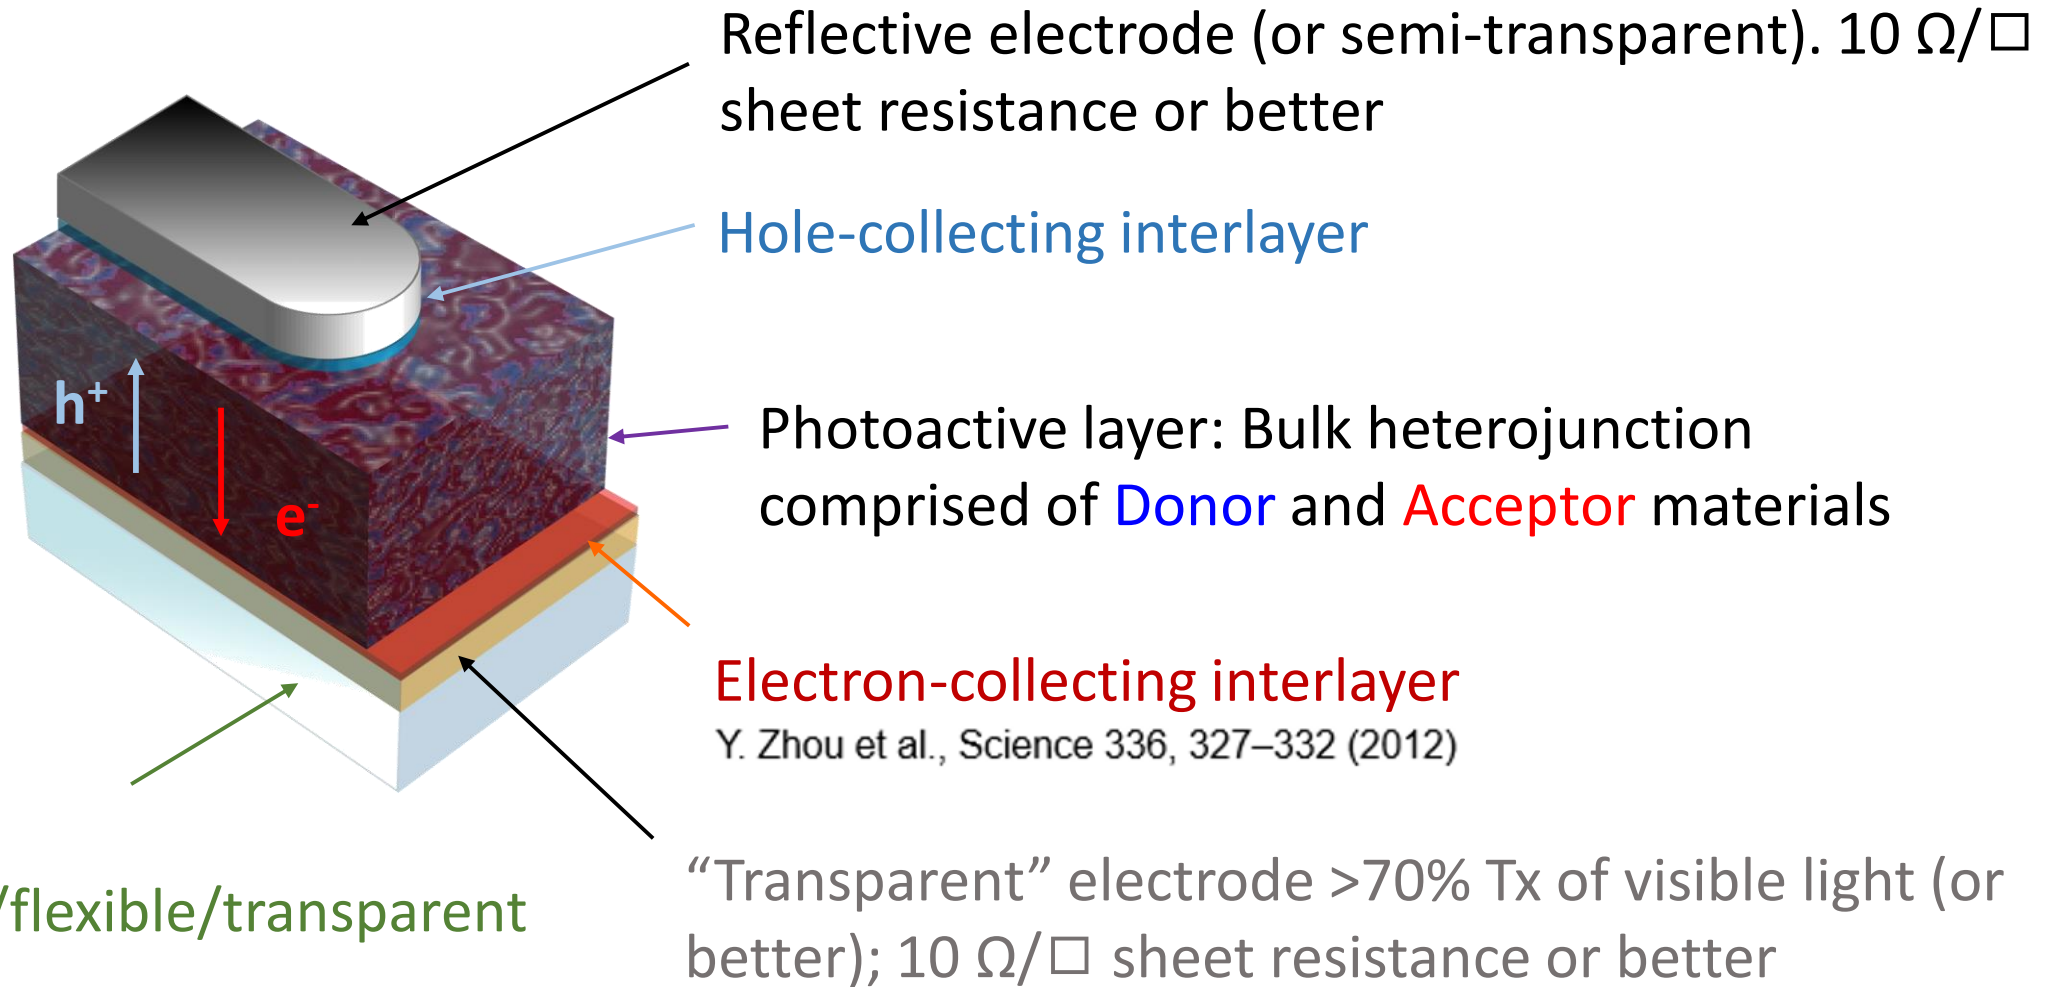 Reflective electrode (or semi-transparent). 10 Ω/□
sheet resistance or better
Hole-collecting interlayer
h+
e-
Photoactive layer: Bulk heterojunction
comprised of Donor and Acceptor materials
Electron-collecting interlayer
Y. Zhou et al., Science 336, 327–332 (2012)
/flexible/transparent
“Transparent” electrode >70% Tx of visible light (or
better); 10 Ω/□ sheet resistance or better